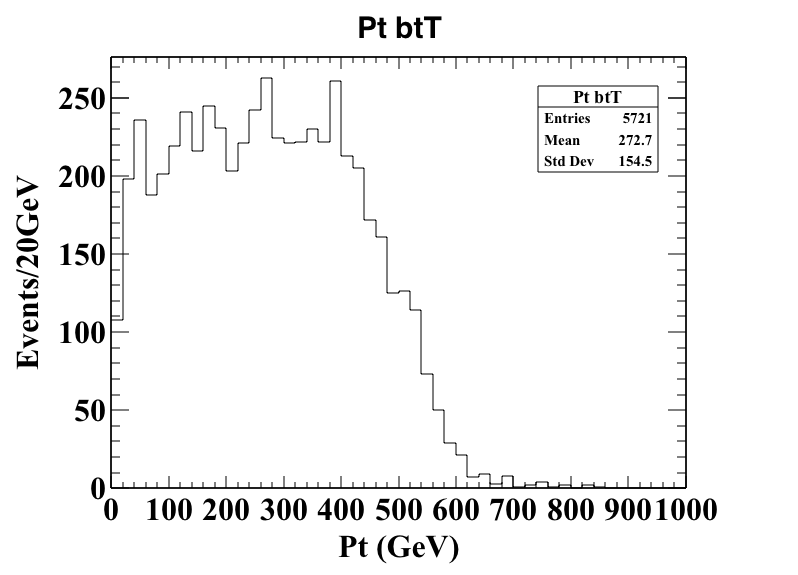 Pt btT
Pt btT
Entries 5721
Mean 272.7
Std Dev 154.5
Events/20GeV
250
200
150
100
50
0
0 100 200 300 400 500 600 700 800 900 1000
Pt (GeV)